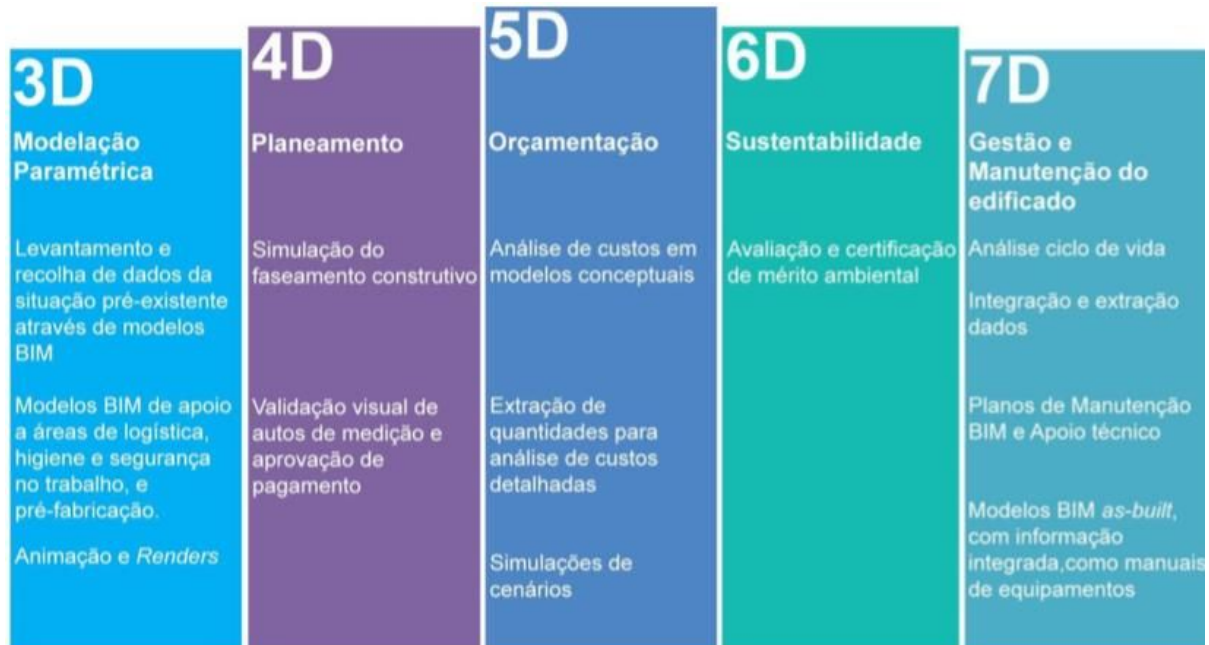 3D
Modelação
Paramétrica
Levantamento e
recolha de dados da
situação pré-existente
através de modelos
BIM
Modelos BIM de apoio
a áreas de logística,
higiene e segurança
no trabalho, e
pré-fabricação.
Animação e Renders
4D
Planeamento
Simulação do
faseamento construtivo
Validação visual de
autos de medição e
aprovação de
pagamento
5D
Orçamentação
Análise de custos em
modelos conceptuais
Extração de
quantidades para
análise de custos
detalhadas
Simulações de
cenários
6D
Sustentabilidade
Avaliação e certificação
de mérito ambiental
7D
Gestão e
Manutenção do
edificado
Análise ciclo de vida
Integração e extração
dados
Planos de Manutenção
BIM e Apoio técnico
Modelos BIM as-built,
com informação
integrada,como manuais
de equipamentos